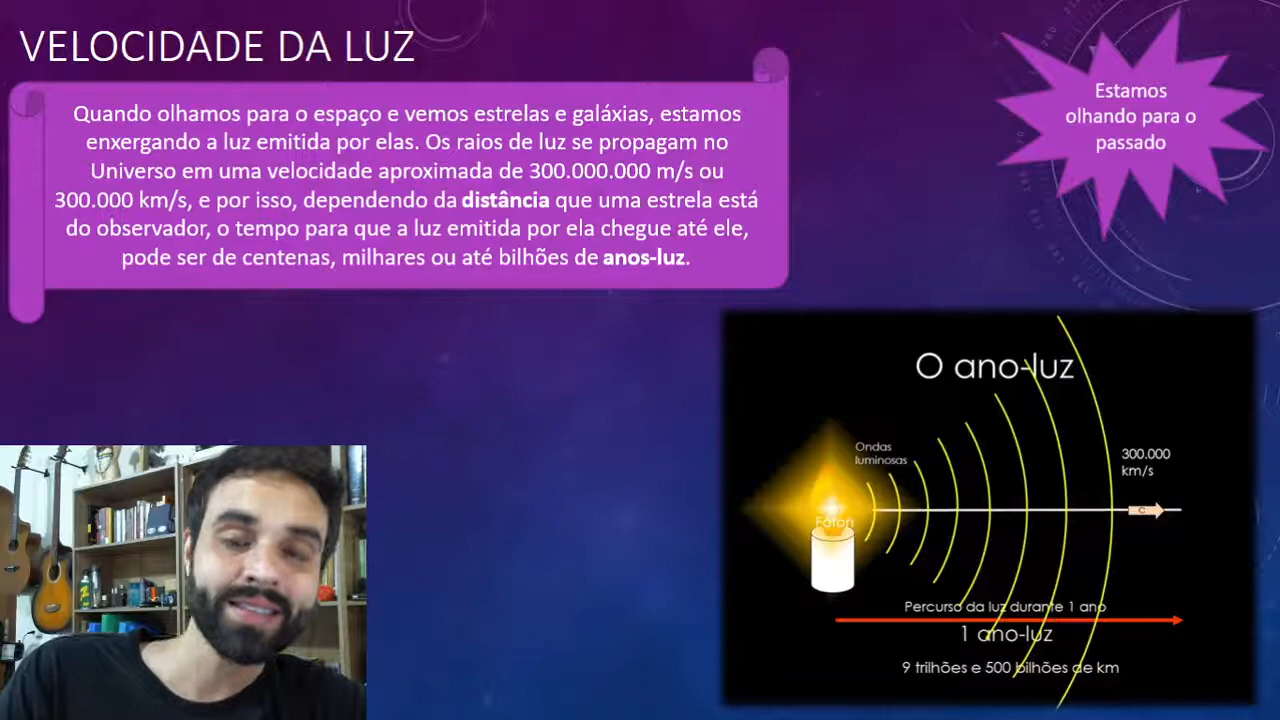 VELOCIDADE DA LUZ
Quando olhamos para o espaço e vemos estrelas e galáxias, estamos
enxergando a luz emitida por elas. Os raios de luz se propagam no
Universo em uma velocidade aproximada de 300.000.000 m/s ou
300.000 km/s, e por isso, dependendo da distância que uma estrela está
do observador, o tempo para que a luz emitida por ela chegue até ele,
pode ser de centenas, milhares ou até bilhões de anos-luz.
Estamos
olhando para o
passado
O ano-luz
Ondas
luminosas
300.000
km/s
Fóton
c
Percurso da luz durante 1 ano
1 ano-luz
9 trilhões e 500 bilhões de km